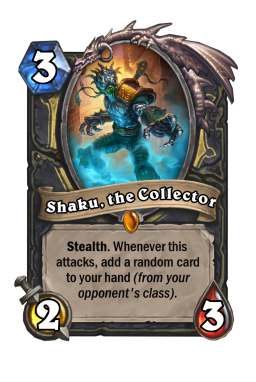 3
Shaku, the Collector
Stealth. Whenever this
attacks, add a random card
to your hand (from your
opponent's class).
2
3